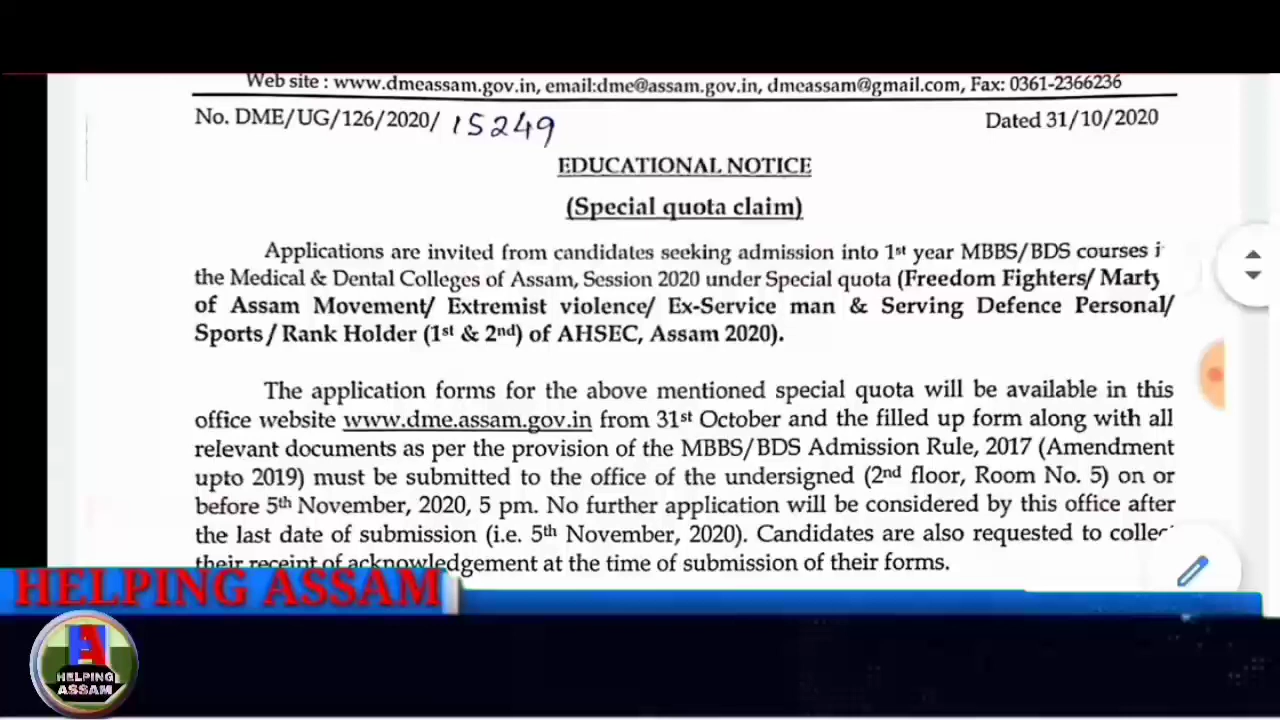 Web site : www.dmeassam.gov.in, email:dme@assam.gov.in, dmeassam@gmail.com, Fax: 0361-2366236
No. DME/UG/126/2020/ 15249 Dated 31/10/2020
EDUCATIONAL NOTICE
(Special quota claim)
Applications are invited from candidates seeking admission into 1st year MBBS/BDS courses
the Medical & Dental Colleges of Assam, Session 2020 under Special quota (Freedom Fighters/
of Assam Movement/ Extremist violence/ Ex-Service man & Serving Defence Personal/
Sports/ Rank Holder (1st & 2nd) of AHSEC, Assam 2020).
The application forms for the above mentioned special quota will be available in this
office website www.dme.assam.gov.in from 31st October and the filled up form along with all
relevant documents as per the provision of the MBBS/BDS Admission Rule, 2017 (Amendment
upto 2019) must be submitted to the office of the undersigned (2nd floor, Room No. 5) on or
before 5th November, 2020, 5 pm. No further application will be considered by this office after
the last date of submission (i.e. 5th November, 2020). Candidates are also requested to
their receipt of acknowledgement at the time of submission of their forms.
HELPING ASSAM
A
HELPING
ASSAM